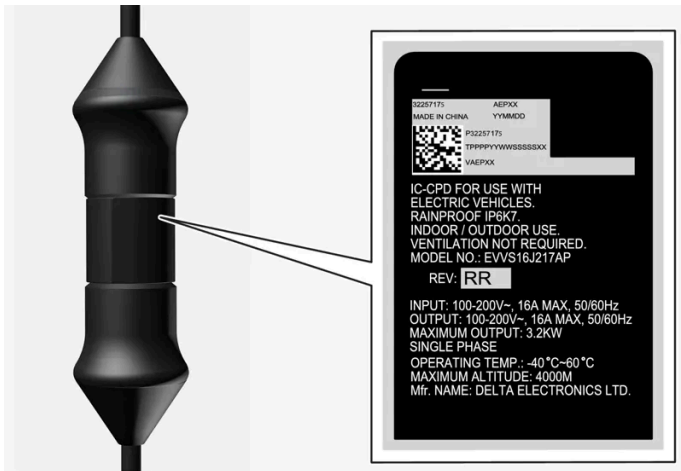 32257175 AEPXX
MADE IN CHINA YYMMDD
P32257175
TPPPPYYWWSSSSSXX
VAEPXX
IC-CPD FOR USE WITH
ELECTRIC VEHICLES.
RAINPROOF IP6K7.
INDOOR / OUTDOOR USE.
VENTILATION NOT REQUIRED.
MODEL NO.: EVVS16J217AP
REV: RR
INPUT: 100-200V~, 16A MAX, 50/60Hz
OUTPUT: 100-200V~, 16A MAX, 50/60Hz
MAXIMUM OUTPUT: 3.2KW
SINGLE PHASE
OPERATING TEMP.: -40°C~60°C
MAXIMUM ALTITUDE: 4000M
Mfr. NAME: DELTA ELECTRONICS LTD.